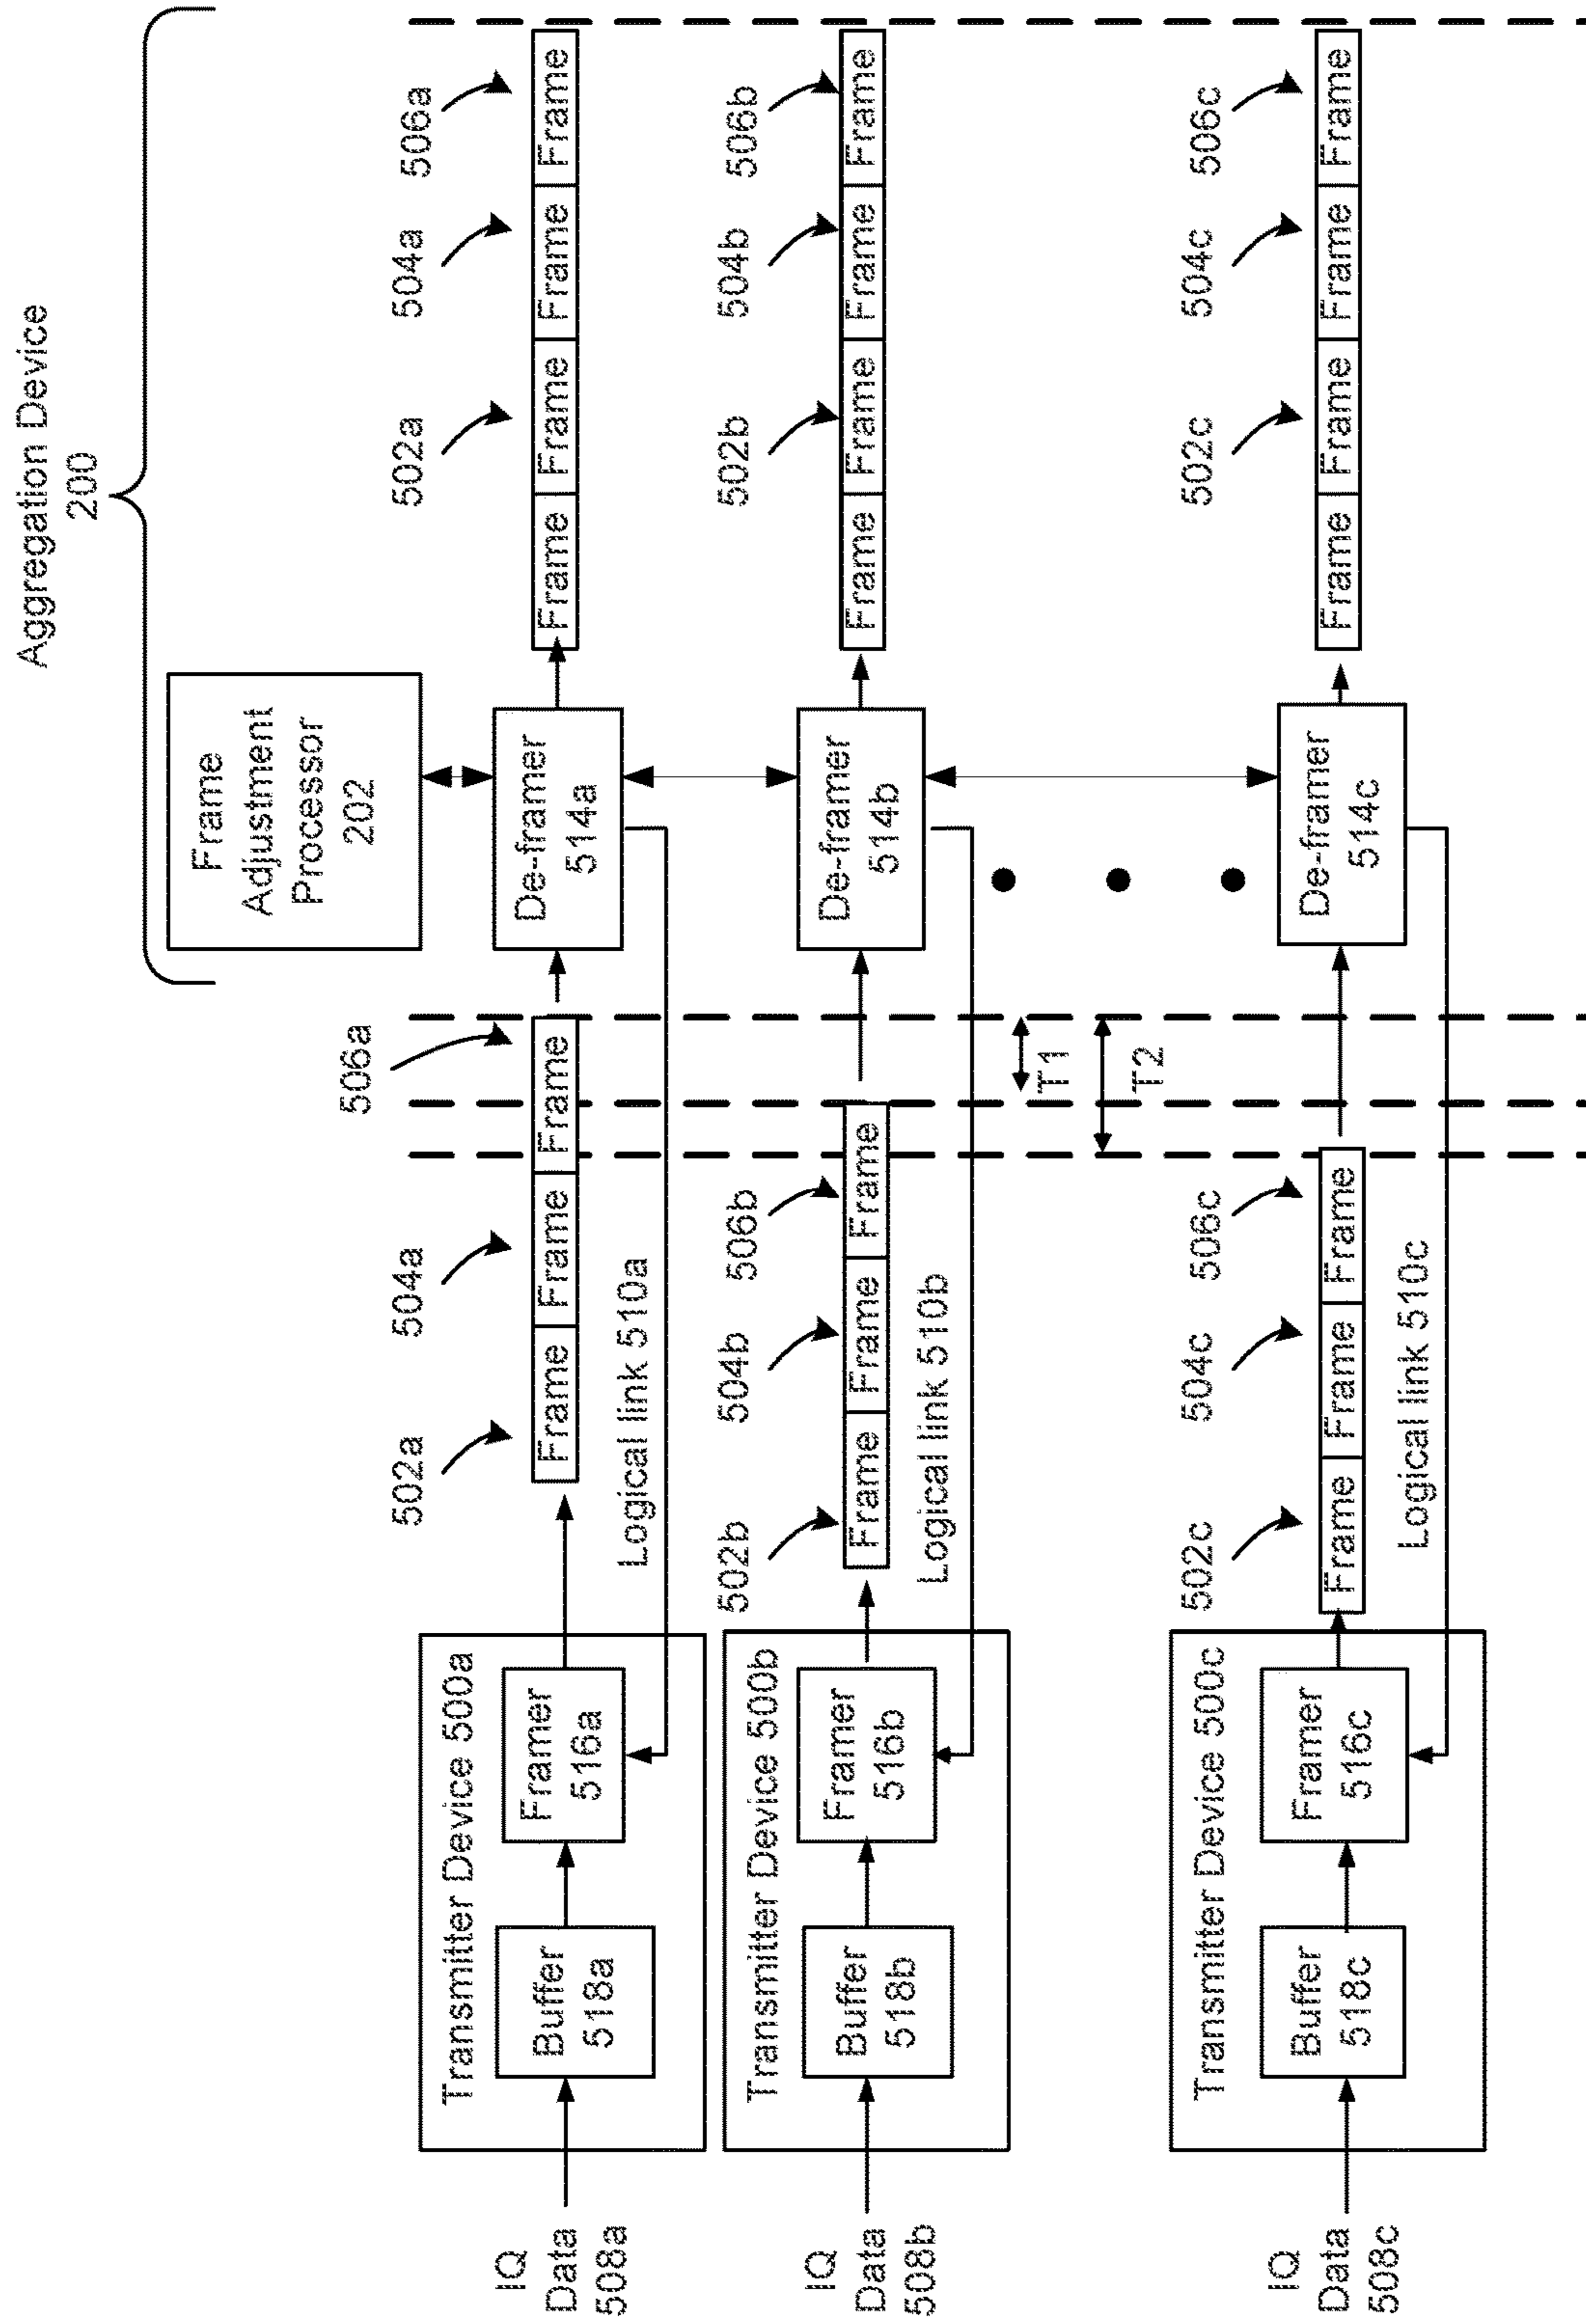 Aggregation Device
200
Frame
Adjustment
Processor
202
IQ
Data
508a
Transmitter Device 500a
Buffer
518a
Framer
516a
502a
504a
506a
Frame Frame Frame
Logical link 510a
De-framer
514a
502a
504a
506a
Frame Frame Frame Frame
IQ
Data
508b
Transmitter Device 500b
Buffer
518b
Framer
516b
502b
504b
506b
Frame Frame Frame
Logical link 510b
De-framer
514b
502b
504b
506b
Frame Frame Frame Frame
T1
T2
IQ
Data
508c
Transmitter Device 500c
Buffer
518c
Framer
516c
502c
504c
506c
Frame Frame Frame
Logical link 510c
De-framer
514c
502c
504c
506c
Frame Frame Frame Frame